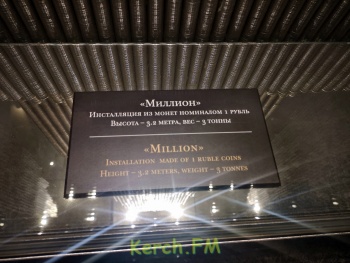 «Миллион»
Инсталляция из монет номиналом 1 рубль
Высота – 3.2 метра, вес – 3 тонны
«Million»
Installation made of 1 ruble coins
Height – 3.2 meters, weight – 3 tonnes
Kerch.FM